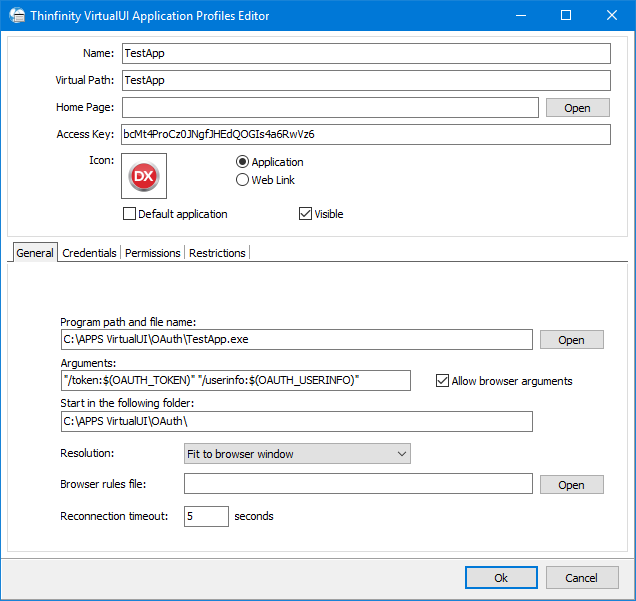 Thinfinity VirtualUI Application Profiles Editor
Name: TestApp
Virtual Path: TestApp
Home Page: Open
Access Key: bcMt4ProCz0JNgfJHEdQOGIs4a6RwVz6
Icon: DX Application
Web Link
Default application Visible
General Credentials Permissions Restrictions
Program path and file name:
C:\APPS VirtualUI\OAuth\TestApp.exe Open
Arguments:
"/token:$(OAUTH_TOKEN)" "/userinfo:$(OAUTH_USERINFO)" Allow browser arguments
Start in the following folder:
C:\APPS VirtualUI\OAuth\
Resolution: Fit to browser window
Browser rules file: Open
Reconnection timeout: 5 seconds
Ok Cancel